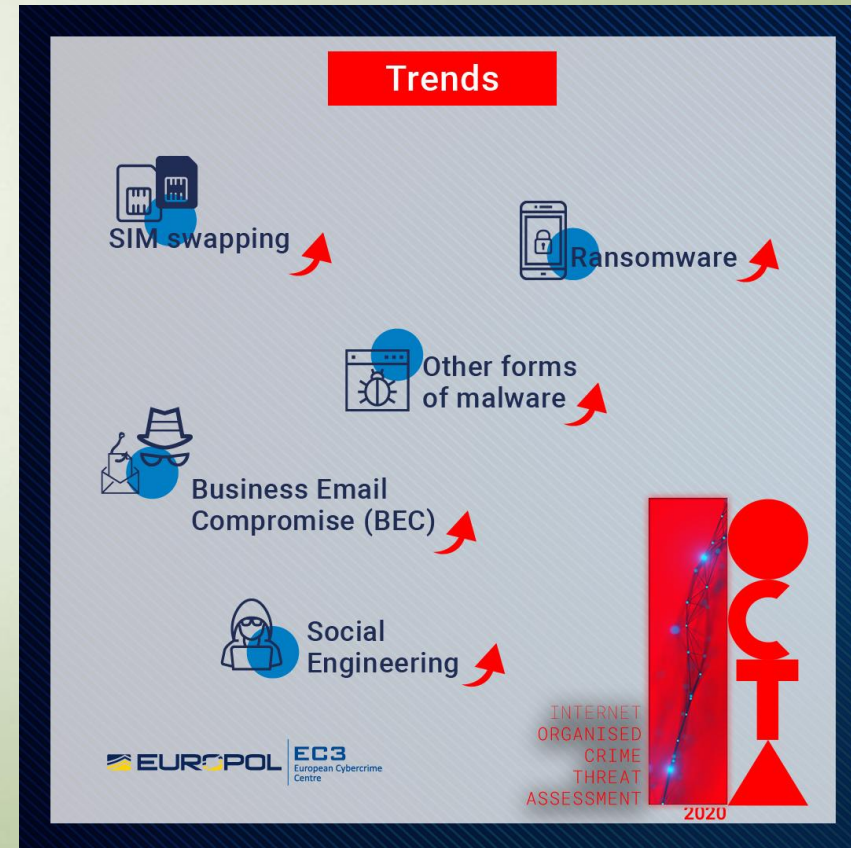 Trends
SIM swapping
Ransomware
Other forms
of malware
Business Email
Compromise (BEC)
Social
Engineering
EUROPOL
EC3
European Cybercrime
Centre
INTERNET
ORGANISED
CRIME
THREAT
ASSESSMENT
IOCTA
2020